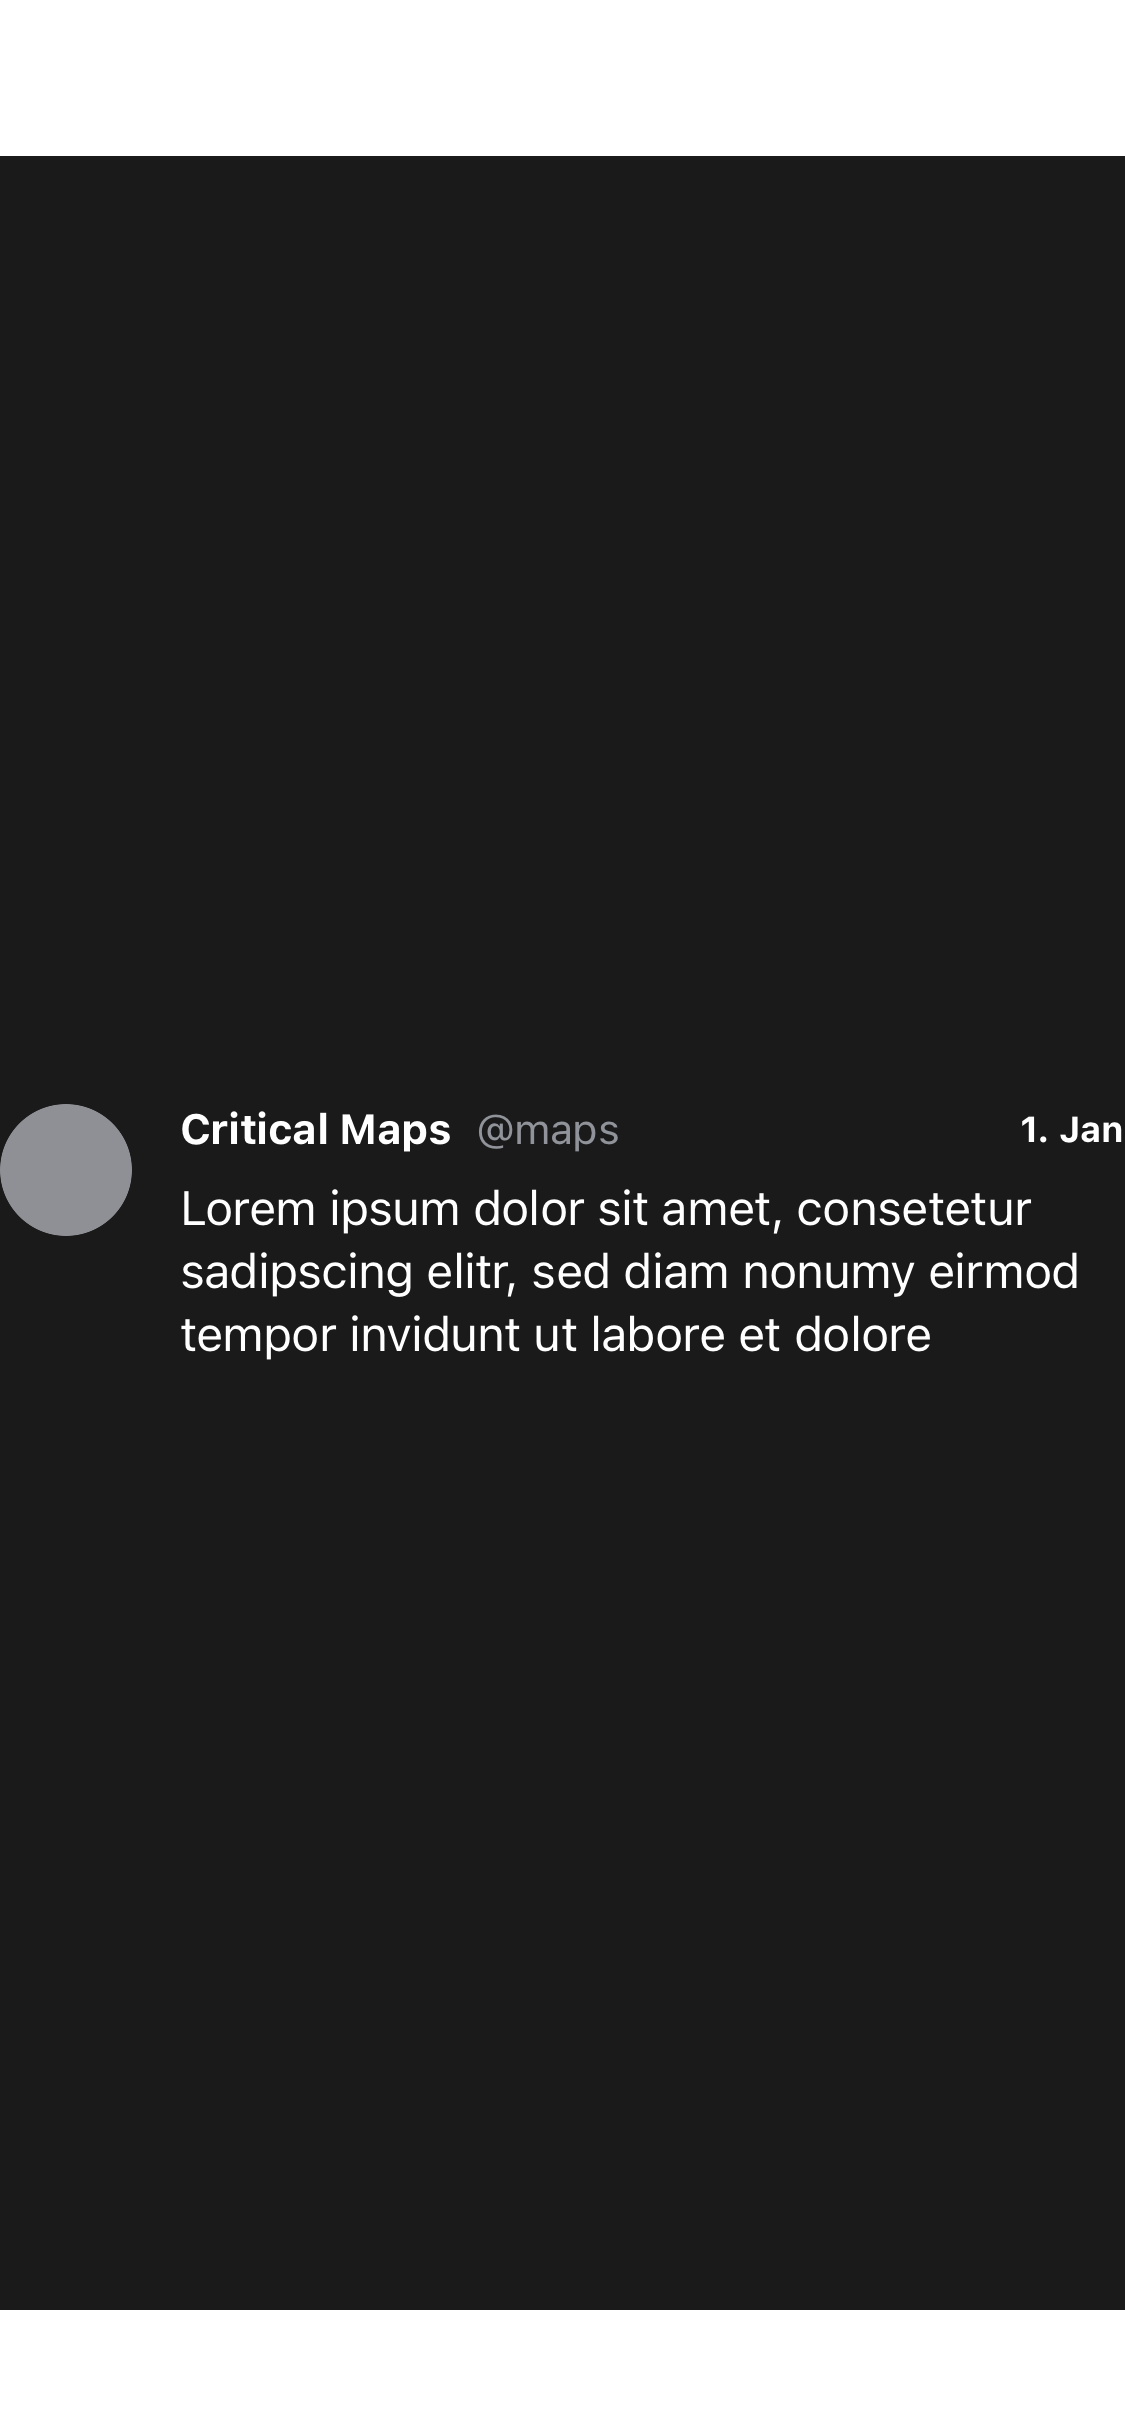 Critical Maps @maps 1. Jan
Lorem ipsum dolor sit amet, consetetur
sadipscing elitr, sed diam nonumy eirmod
tempor invidunt ut labore et dolore